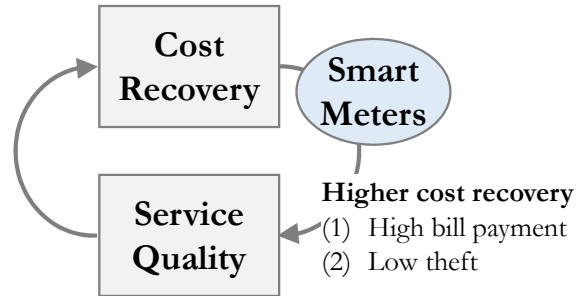 Cost
Recovery
Smart
Meters
Service
Quality
Higher cost recovery
(1) High bill payment
(2) Low theft